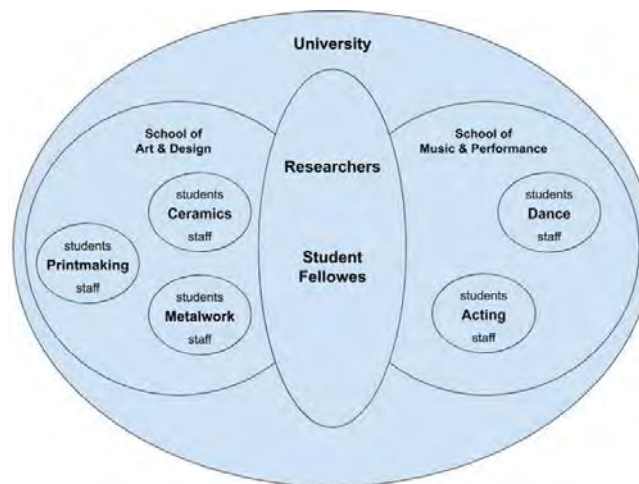 University
School of
Art & Design
students
Ceramics
staff
students
Printmaking
staff
students
Metalwork
staff
Researchers
Student
Fellowes
School of
Music & Performance
students
Dance
staff
students
Acting
staff